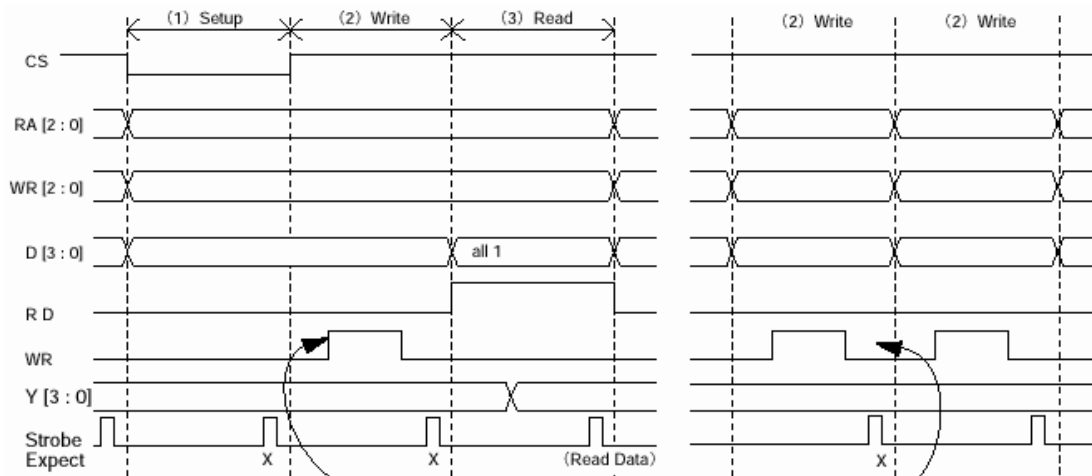 (1) Setup (2) Write (3) Read (2) Write (2) Write
CS
RA [2 : 0]
WR [2 : 0]
D [3 : 0] all 1
R D
WR
Y [3 : 0]
Strobe
Expect X X (Read Data) X